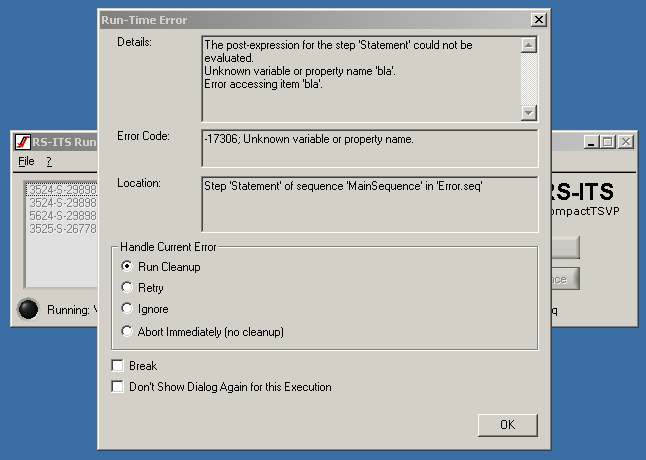 Run-Time Error
Details:
The post-expression for the step 'Statement' could not be
evaluated.
Unknown variable or property name 'bla'.
Error accessing item 'bla'.
Error Code:
-17306; Unknown variable or property name.
Location:
Step 'Statement' of sequence 'MainSequence' in 'Error.seq'
Handle Current Error
Run Cleanup
Retry
Ignore
Abort Immediately (no cleanup)
Break
Don't Show Dialog Again for this Execution
OK
RS-ITS Run
File ?
3524-S-29898
3524-S-29898
5624-S-29898
3525-S-26778
Running:
RS-ITS
ompactTSVP